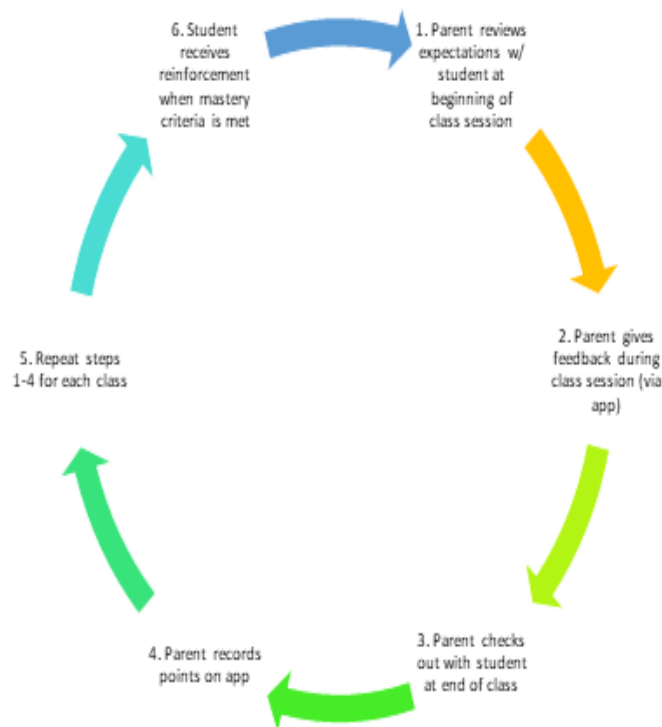 1. Parent reviews
expectations w/
student at
beginning of
class session
2. Parent gives
feedback during
class session (via
app)
3. Parent checks
out with student
at end of class
4. Parent records
points on app
5. Repeat steps
1-4 for each class
6. Student
receives
reinforcement
when mastery
criteria is met